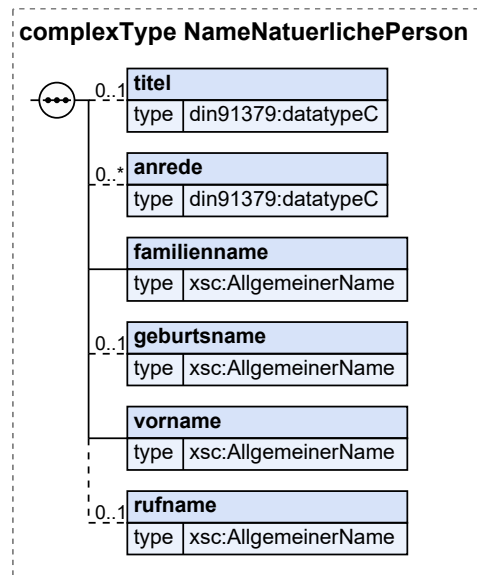 complexType NameNatuerlichePerson
0..1 titel
type din91379:datatypeC
0..* anrede
type din91379:datatypeC
familienname
type xsc:AllgemeinerName
0..1 geburtsname
type xsc:AllgemeinerName
vorname
type xsc:AllgemeinerName
0..1 rufname
type xsc:AllgemeinerName